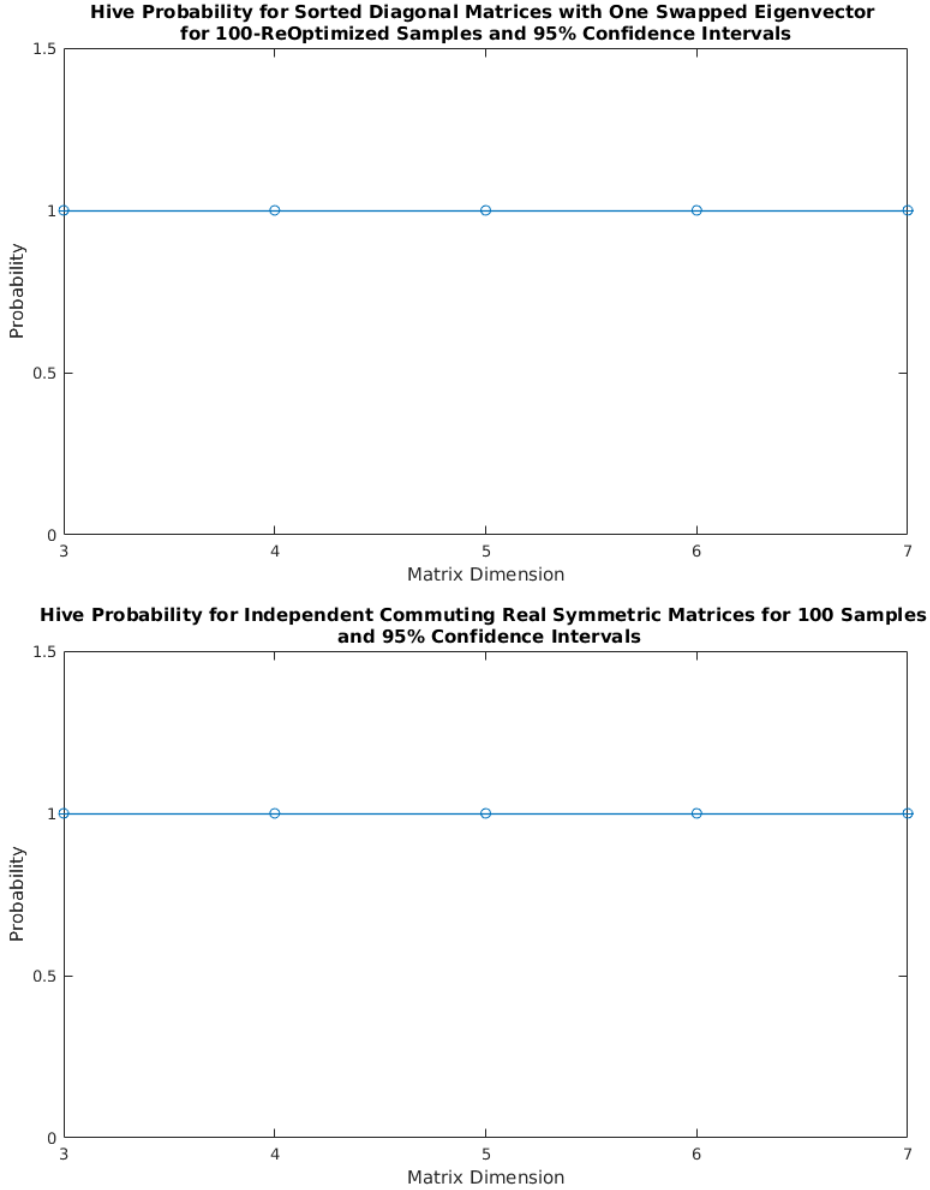 Hive Probability for Sorted Diagonal Matrices with One Swapped Eigenvector
for 100-ReOptimized Samples and 95% Confidence Intervals
1.5
1
0.5
0
Probability
3 4 5 6 7
Matrix Dimension
Hive Probability for Independent Commuting Real Symmetric Matrices for 100 Samples
and 95% Confidence Intervals
1.5
1
0.5
0
Probability
3 4 5 6 7
Matrix Dimension